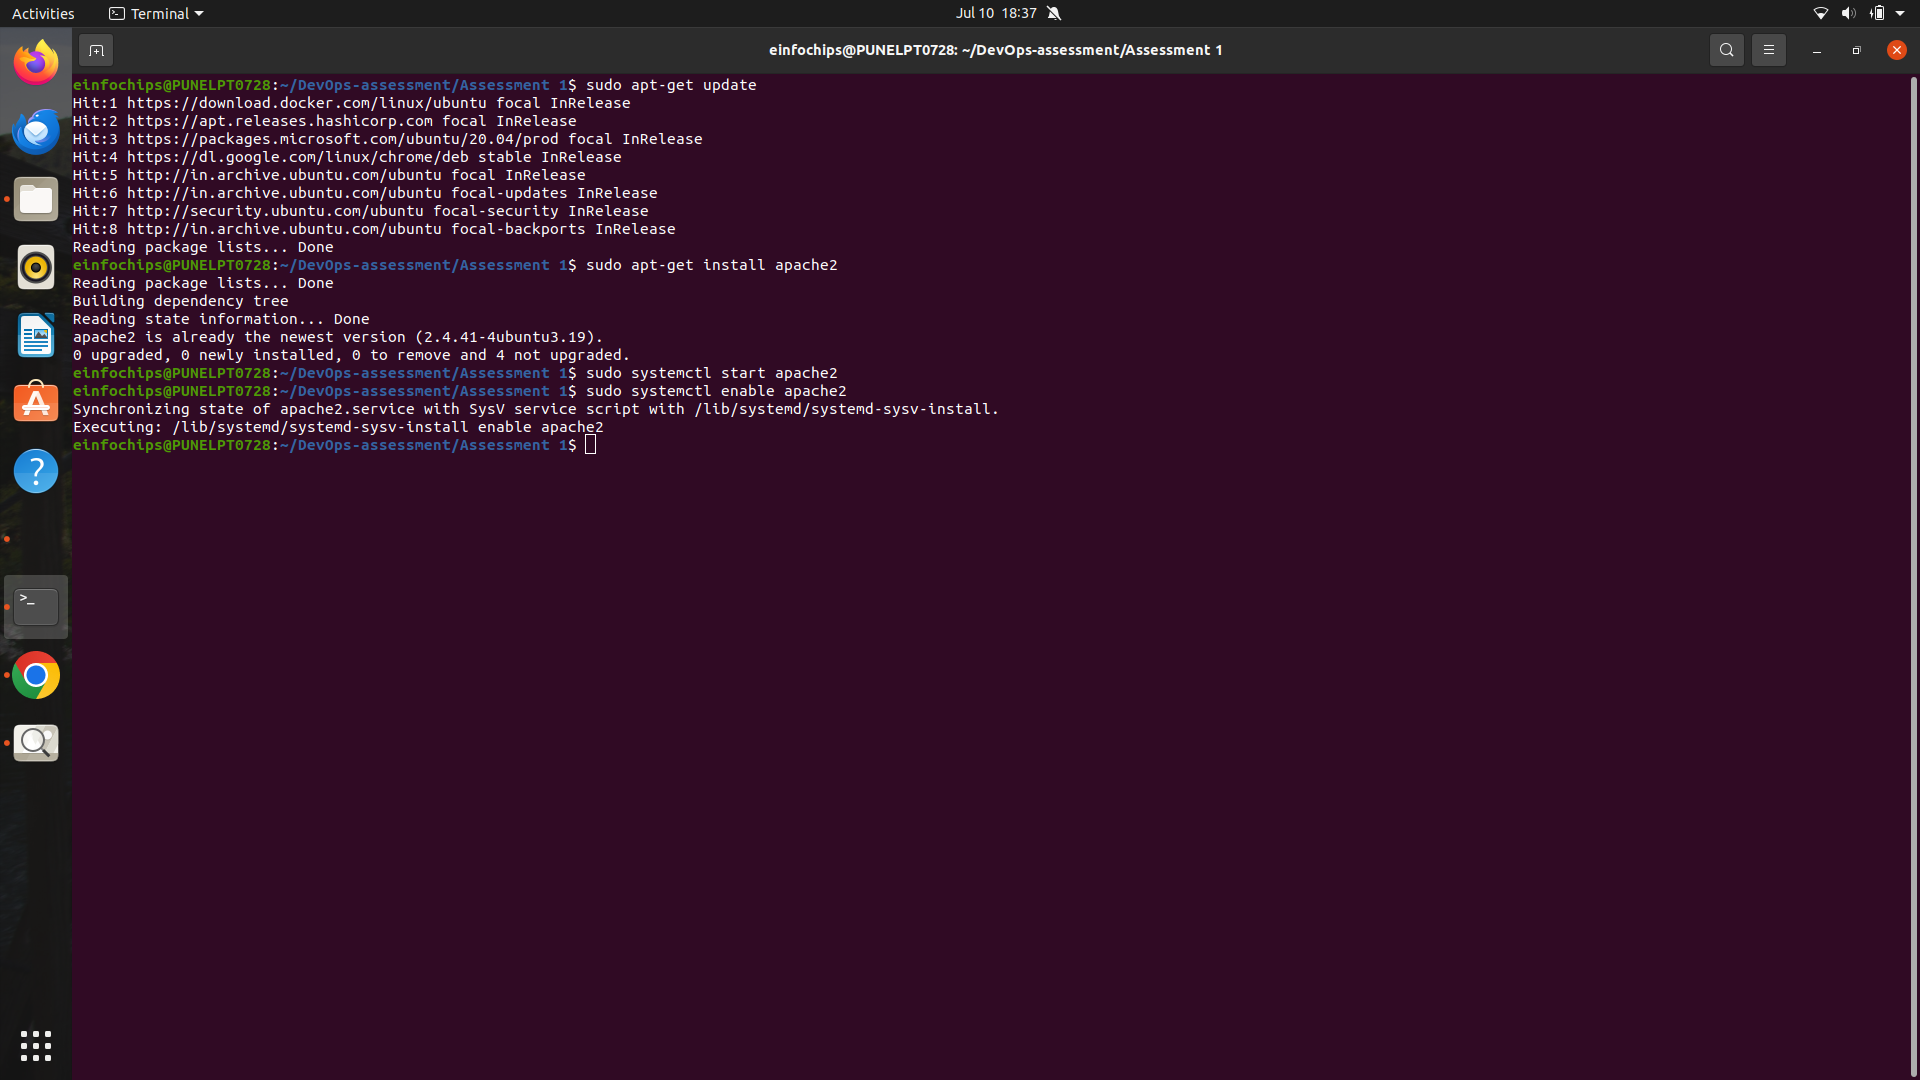 Activities
Terminal
Jul 10 18:37
einfochips@PUNELPT0728: ~/DevOps-assessment/Assessment 1
einfochips@PUNELPT0728:~/DevOps-assessment/Assessment 1$ sudo apt-get update
Hit:1 https://download.docker.com/linux/ubuntu focal InRelease
Hit:2 https://apt.releases.hashicorp.com focal InRelease
Hit:3 https://packages.microsoft.com/ubuntu/20.04/prod focal InRelease
Hit:4 https://dl.google.com/linux/chrome/deb stable InRelease
Hit:5 http://in.archive.ubuntu.com/ubuntu focal InRelease
Hit:6 http://in.archive.ubuntu.com/ubuntu focal-updates InRelease
Hit:7 http://security.ubuntu.com/ubuntu focal-security InRelease
Hit:8 http://in.archive.ubuntu.com/ubuntu focal-backports InRelease
Reading package lists... Done
einfochips@PUNELPT0728:~/DevOps-assessment/Assessment 1$ sudo apt-get install apache2
Reading package lists... Done
Building dependency tree
Reading state information... Done
apache2 is already the newest version (2.4.41-4ubuntu3.19).
0 upgraded, 0 newly installed, 0 to remove and 4 not upgraded.
einfochips@PUNELPT0728:~/DevOps-assessment/Assessment 1$ sudo systemctl start apache2
einfochips@PUNELPT0728:~/DevOps-assessment/Assessment 1$ sudo systemctl enable apache2
Synchronizing state of apache2.service with SysV service script with /lib/systemd/systemd-sysv-install.
Executing: /lib/systemd/systemd-sysv-install enable apache2
einfochips@PUNELPT0728:~/DevOps-assessment/Assessment 1$